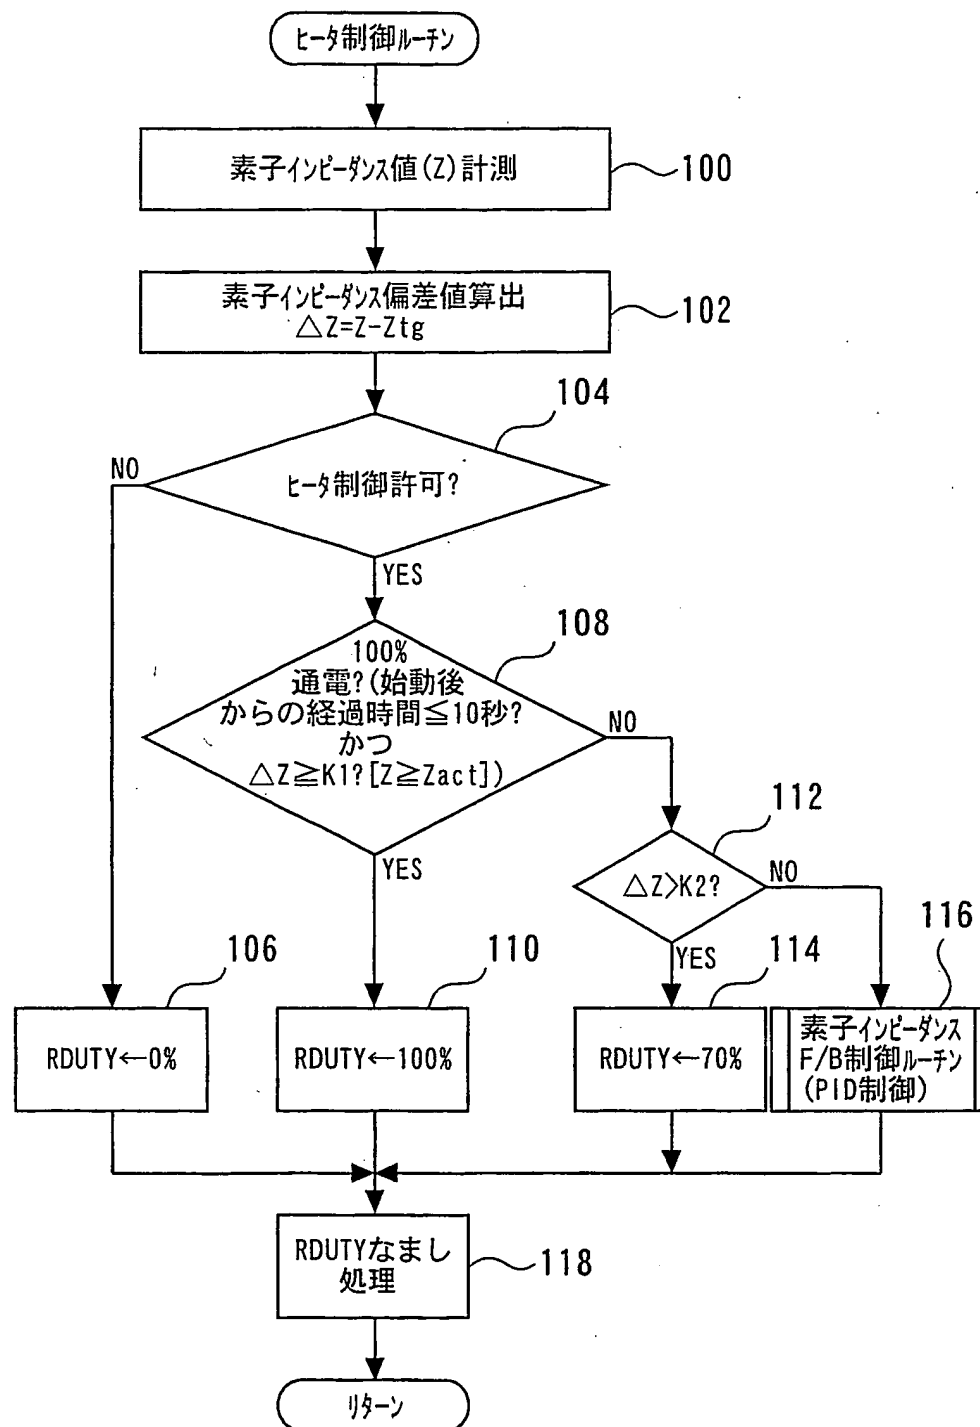 ヒータ制御ルーチン
素子インピーダンス値(Z)計測
100
素子インピーダンス偏差値算出
△Z=Z-Ztg
102
104
NO
ヒータ制御許可?
YES
108
100%
通電?(始動後
からの経過時間≦10秒?
かつ
△Z≧K1?[Z≧Zact])
NO
YES
112
△Z>K2?
NO
YES
106
110
114
116
RDUTY←0%
RDUTY←100%
RDUTY←70%
素子インピーダンス
F/B制御ルーチン
(PID制御)
RDUTYなまし
処理
118
リターン